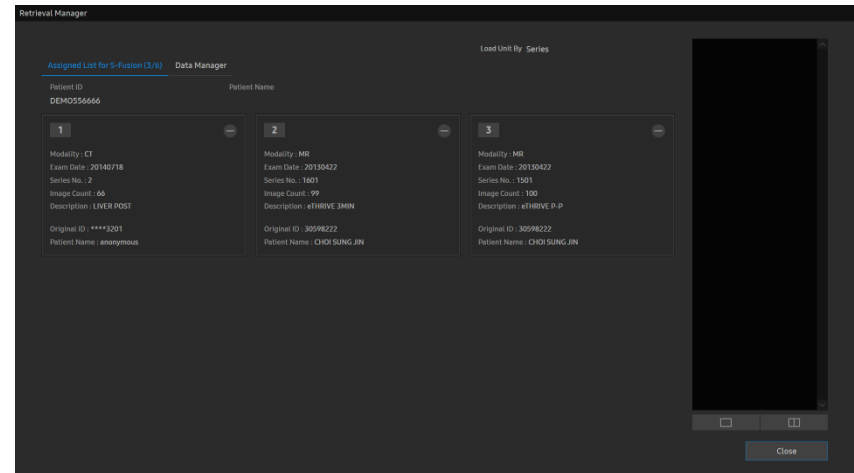 Retrieval Manager
Load Unit By Series
Assigned List for S-Fusion (3/6) Data Manager
Patient ID Patient Name
DEMO556666
1 2 3
Modality : CT
Exam Date : 20140718
Series No. : 2
Image Count : 66
Description : LIVER POST
Original ID : ****3201
Patient Name : anonymous
Modality : MR
Exam Date : 20130422
Series No. : 1601
Image Count : 99
Description : eTHRIVE 3MIN
Original ID : 30598222
Patient Name : CHOI SUNG JIN
Modality : MR
Exam Date : 20130422
Series No. : 1501
Image Count : 100
Description : eTHRIVE P-P
Original ID : 30598222
Patient Name : CHOI SUNG JIN
Close